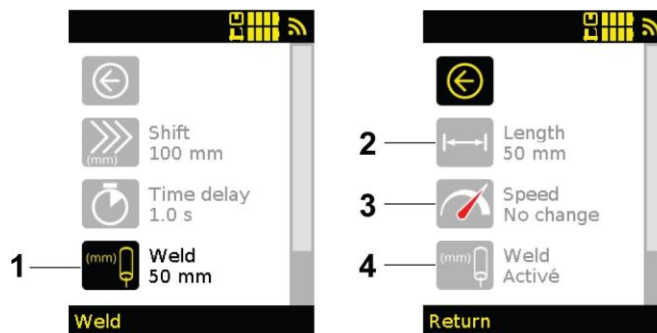 Shift
(mm)
100 mm
Time delay
1.0 s
1
(mm)
Weld
50 mm
Weld
2
Length
50 mm
3
Speed
No change
4
(mm)
Weld
Activé
Return